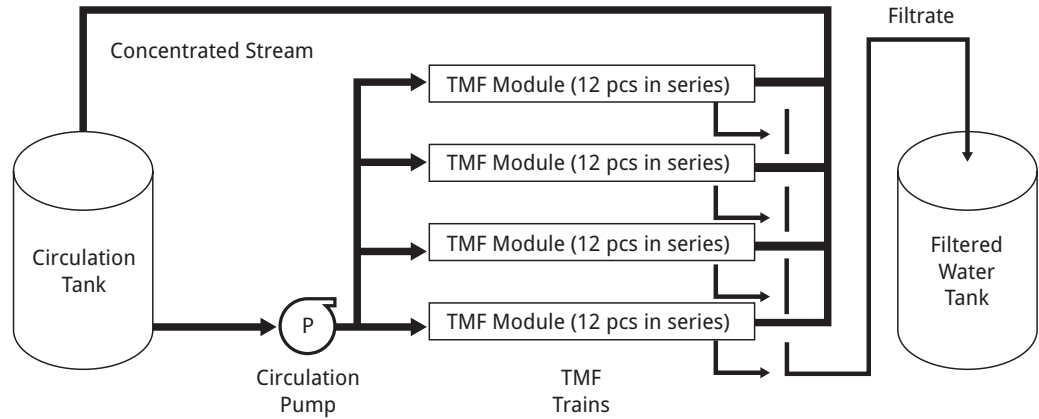 Filtrate
Concentrated Stream
TMF Module (12 pcs in series)
TMF Module (12 pcs in series)
TMF Module (12 pcs in series)
TMF Module (12 pcs in series)
Circulation
Tank
P
Circulation
Pump
TMF
Trains
Filtered
Water
Tank